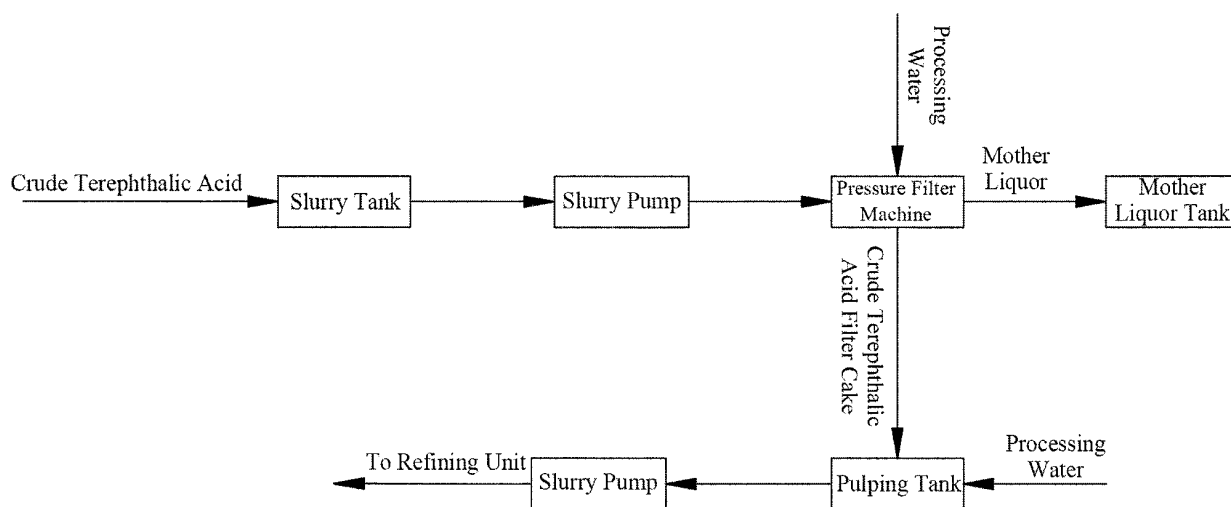 Processing
Water
Crude Terephthalic Acid
Slurry Tank
Slurry Pump
Pressure Filter
Machine
Mother
Liquor
Mother
Liquor Tank
Crude Terephthalic
Acid Filter Cake
To Refining Unit
Slurry Pump
Pulping Tank
Processing
Water